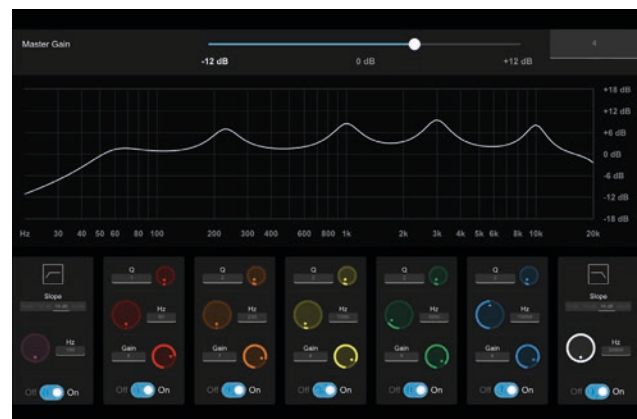 Master Gain
4
-12 dB 0 dB +12 dB
+18 dB
+12 dB
+6 dB
0 dB
-6 dB
-12 dB
-18 dB
Hz 30 40 50 60 80 100 200 300 400 600 800 1k 2k 3k 4k 5k 6k 8k 10k 20k
Slope
Hz
Off On
Q
Hz
Gain
Off On
Q
Hz
Gain
Off On
Q
Hz
Gain
Off On
Q
Hz
Gain
Off On
Q
Hz
Gain
Off On
Slope
Hz
Off On